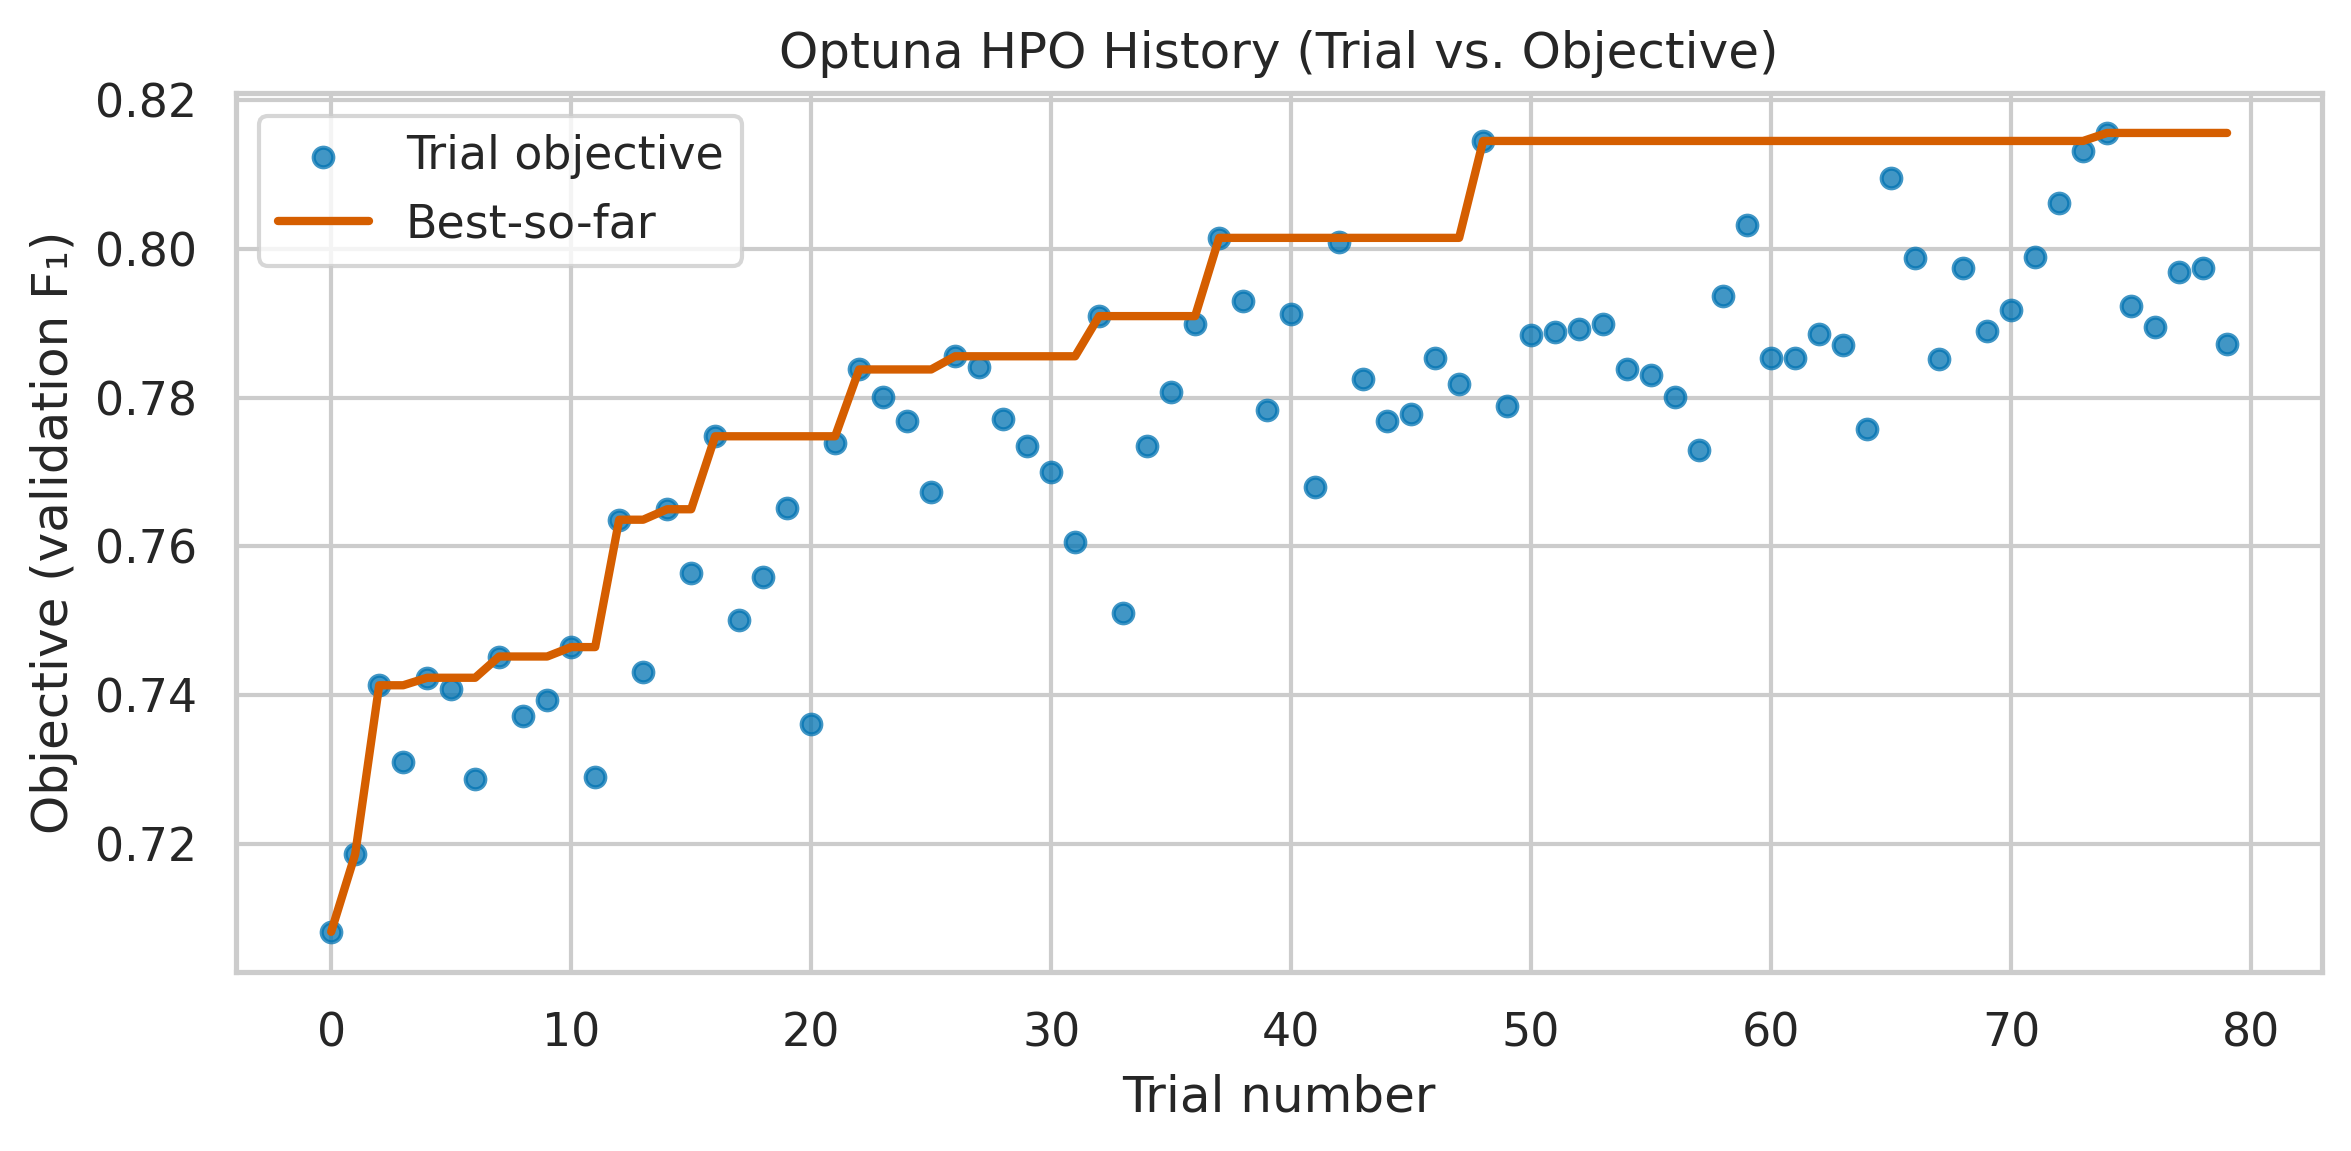 Optuna HPO History (Trial vs. Objective)
Trial objective
Best-so-far
Objective (validation F₁)
0.82
0.80
0.78
0.76
0.74
0.72
0 10 20 30 40 50 60 70 80
Trial number